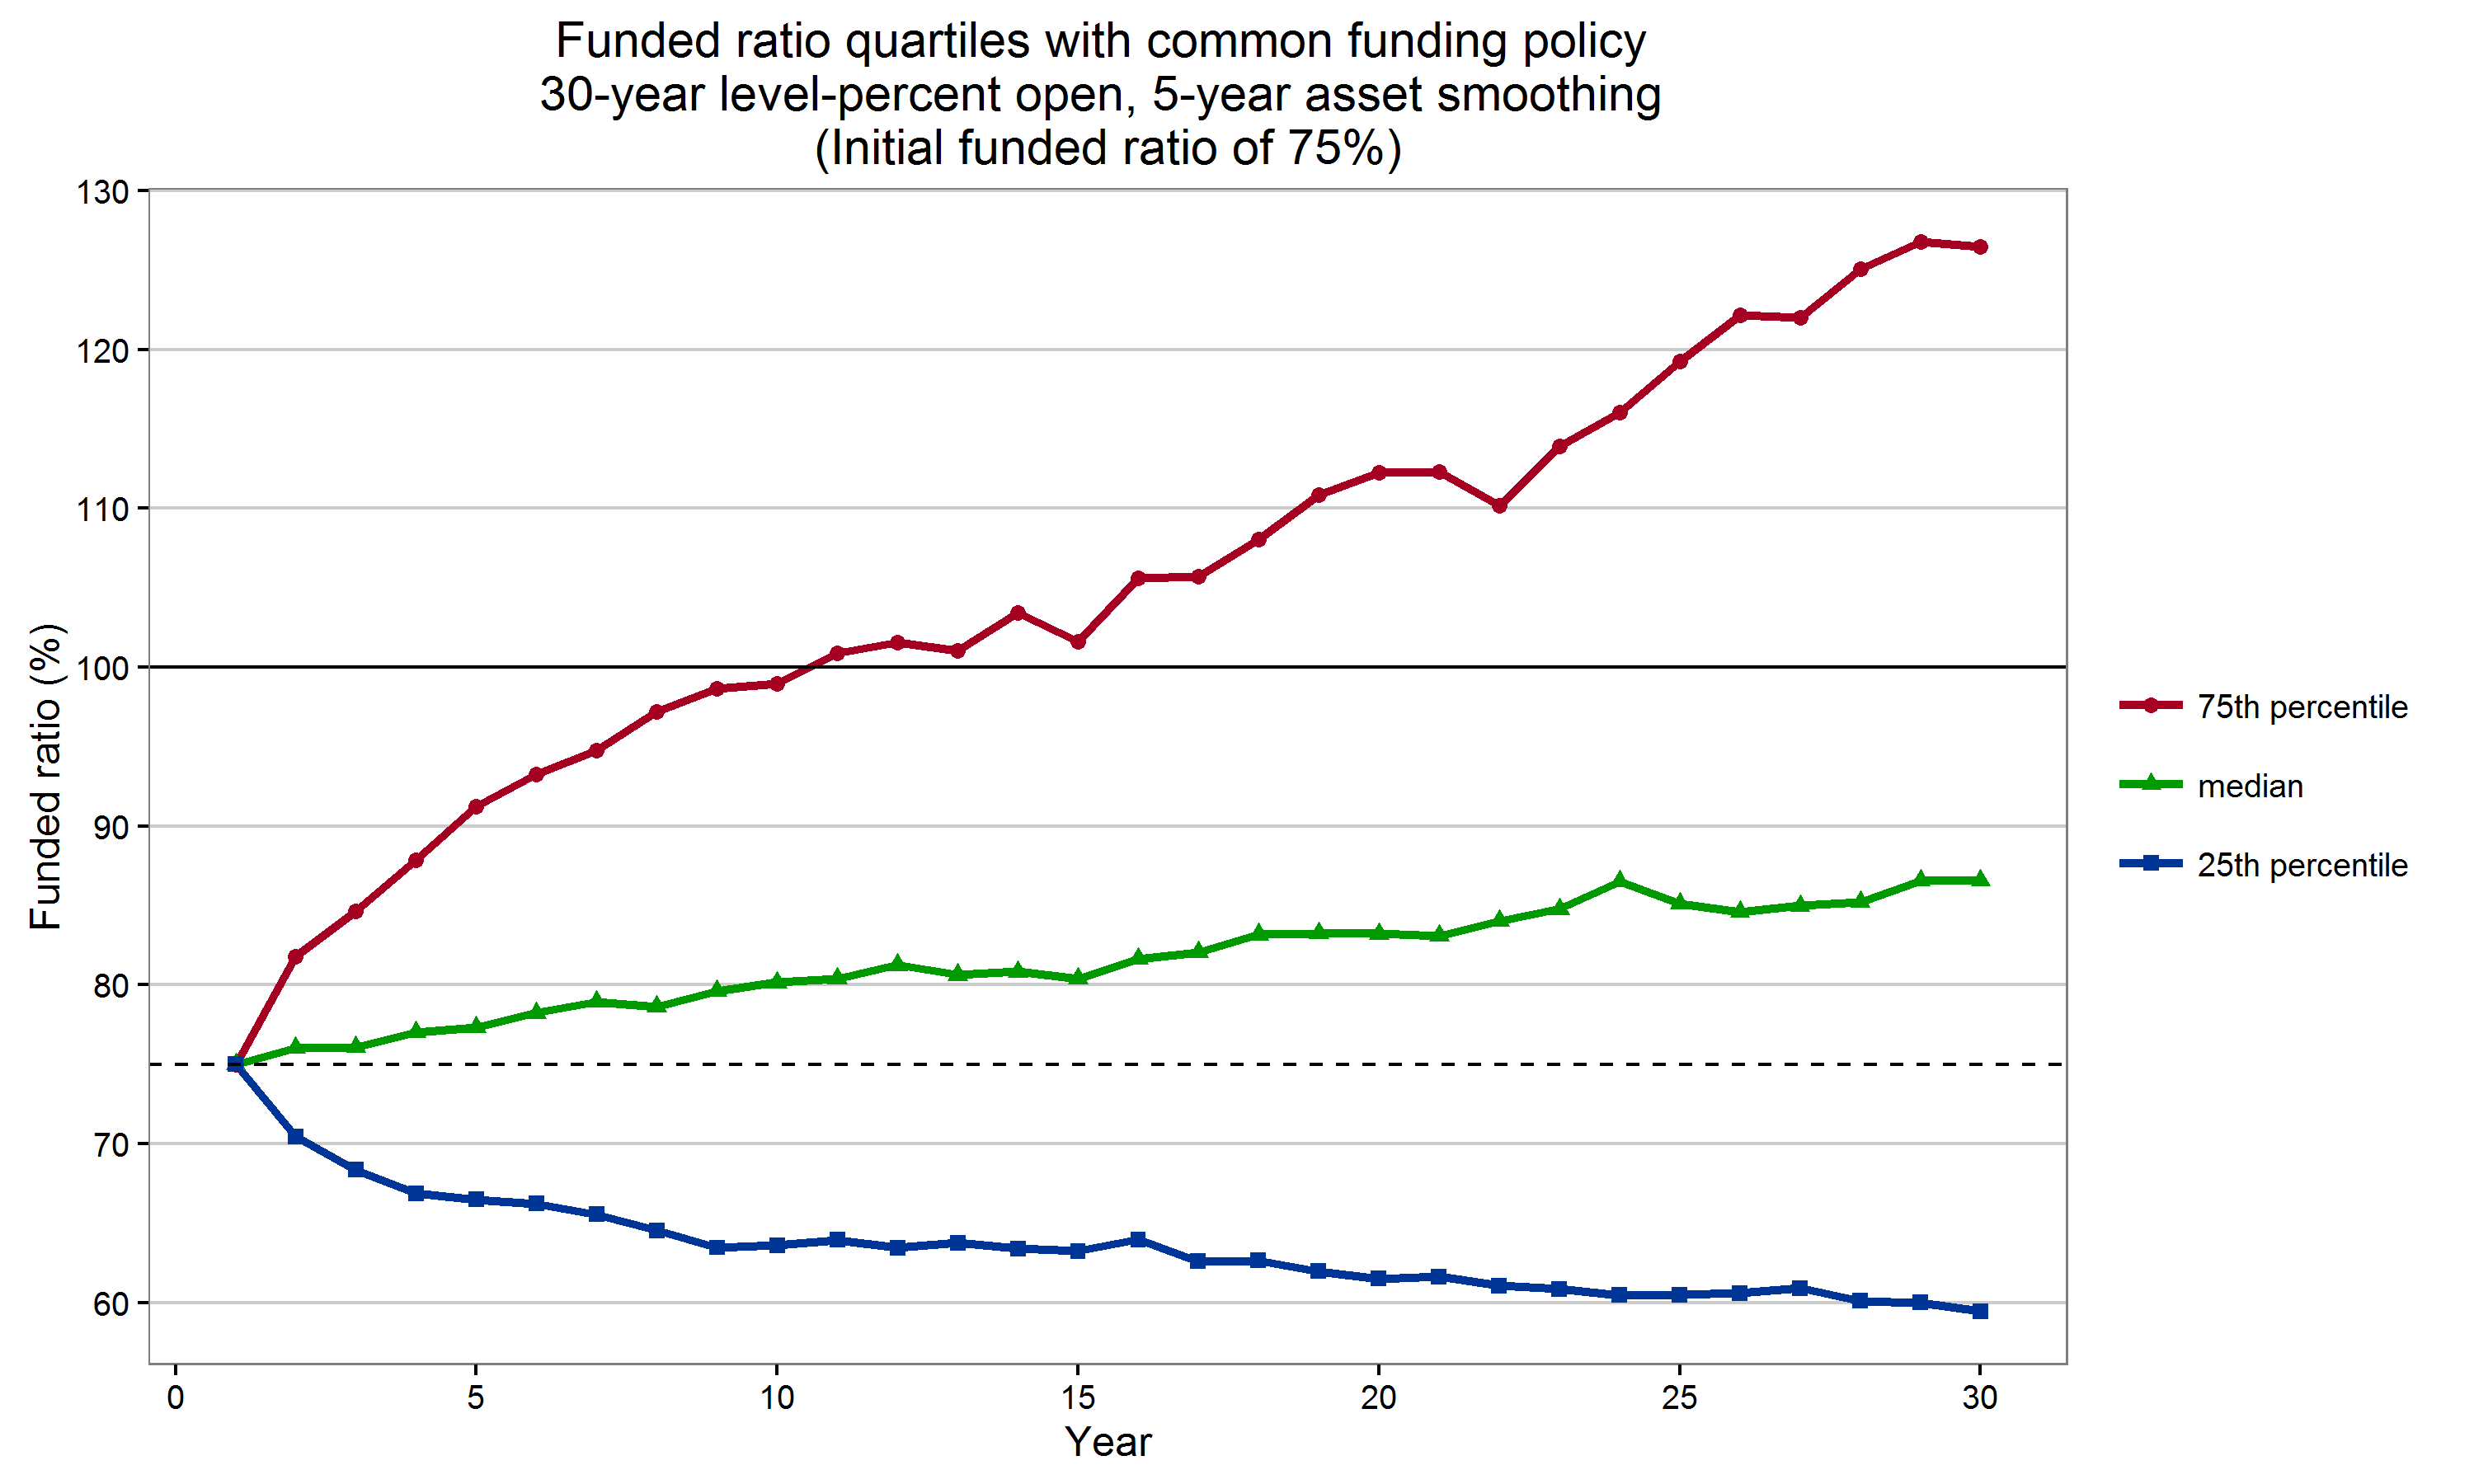 Funded ratio quartiles with common funding policy
30-year level-percent open, 5-year asset smoothing
(Initial funded ratio of 75%)
Funded ratio (%)
130
120
110
100
90
80
70
60
0 5 10 15 20 25 30
Year
75th percentile
median
25th percentile